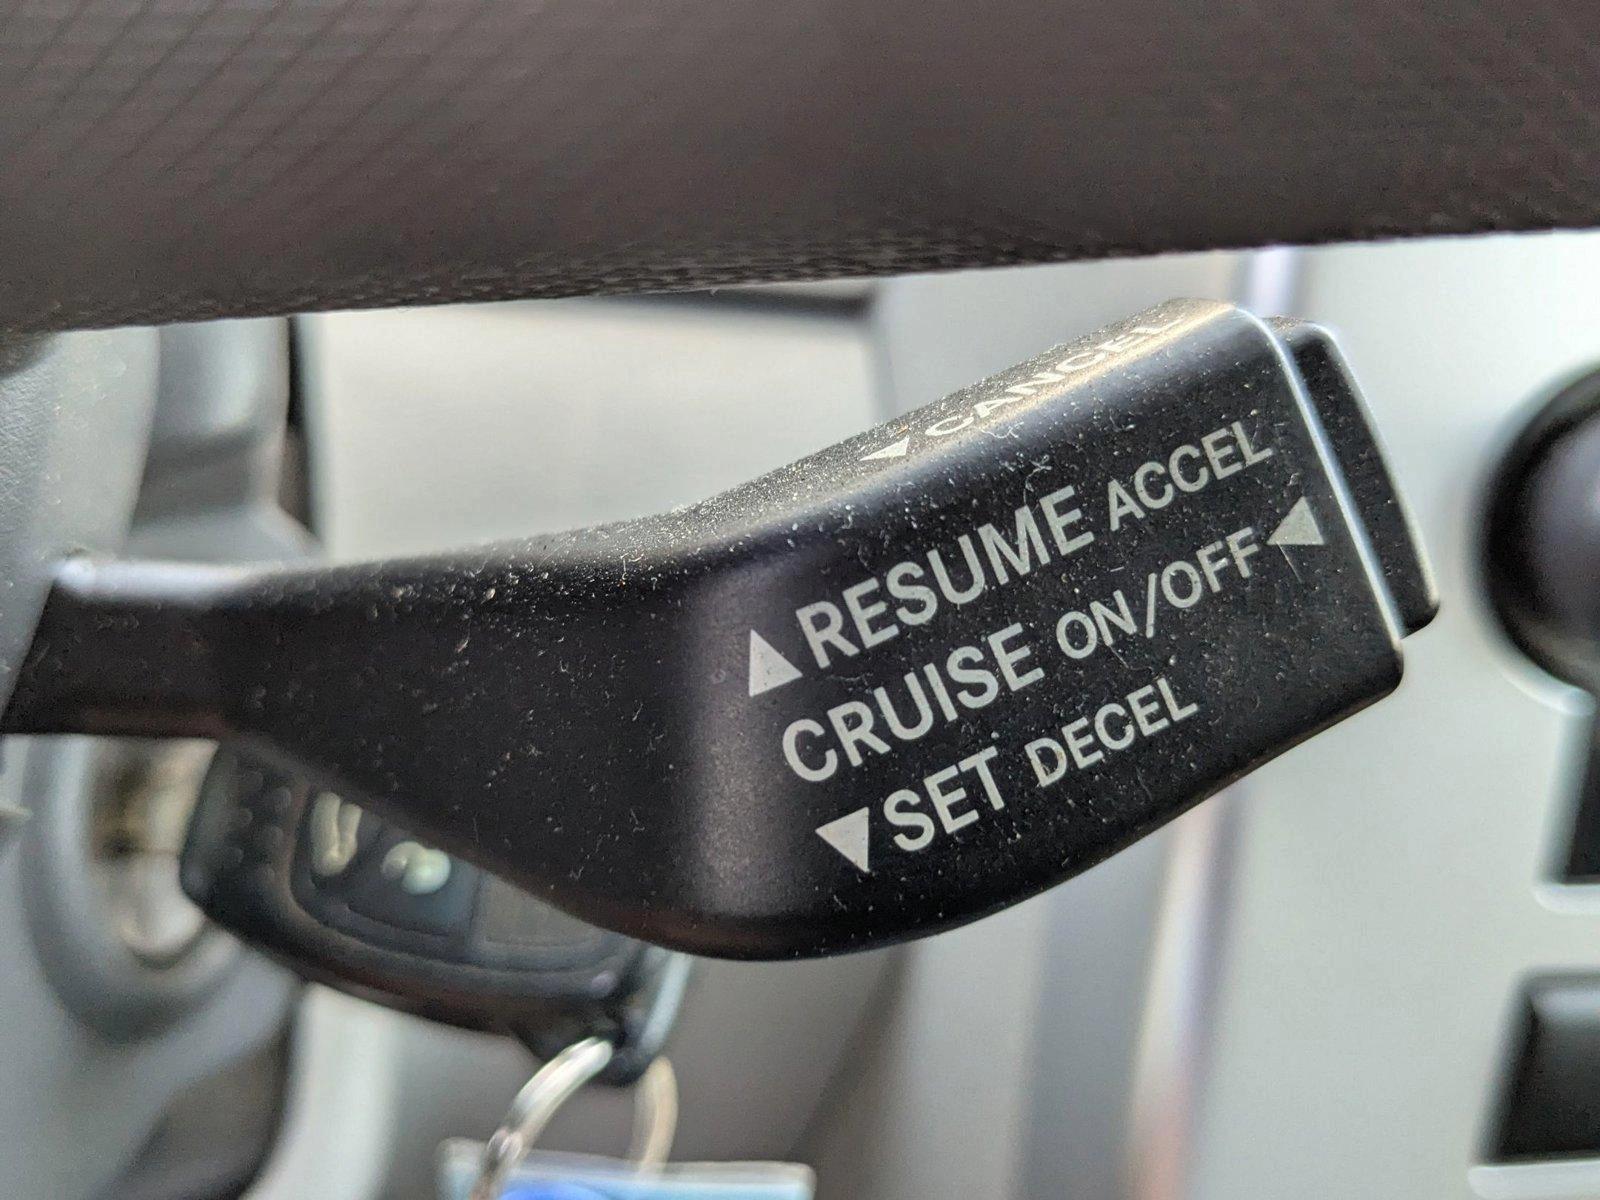 CANCEL
RESUME ACCEL
CRUISE ON/OFF
SET DECEL